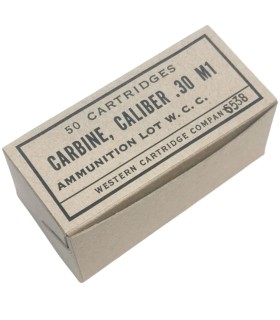 50 CARTRIDGES
CARBINE, CALIBER .30 M1
AMMUNITION LOT W. C. C. 6538
WESTERN CARTRIDGE COMPANY